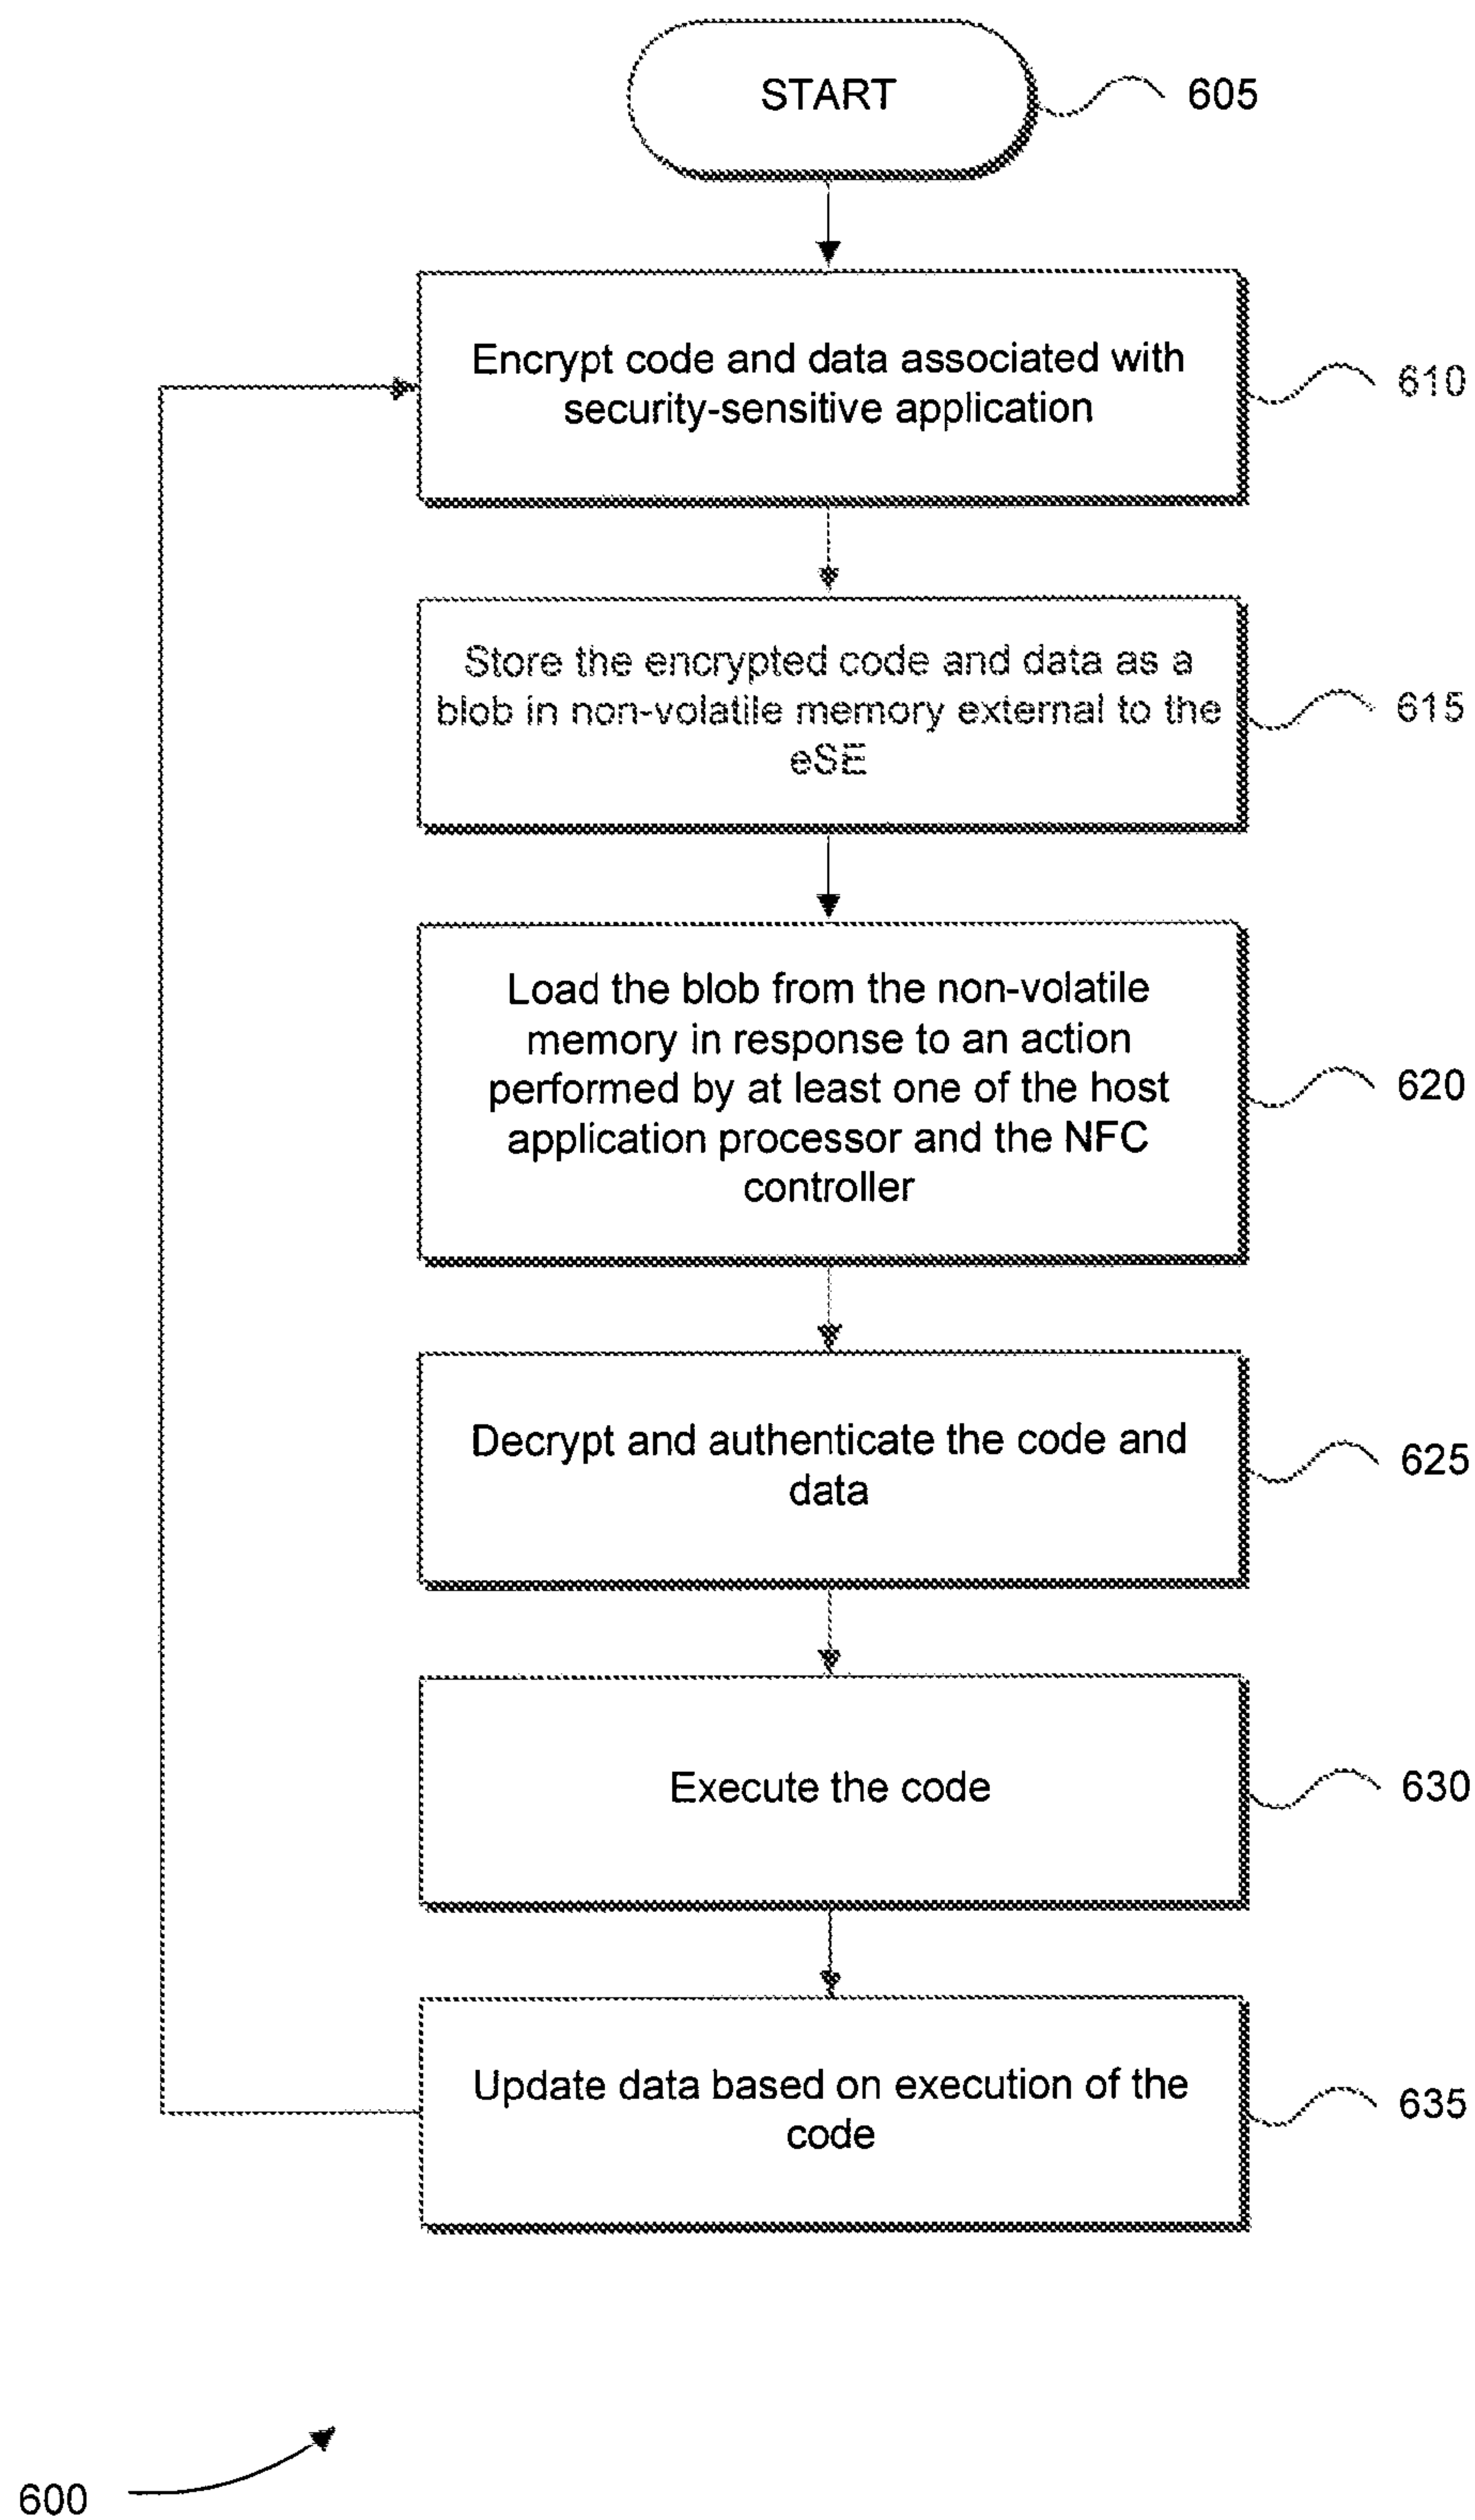 START
605
Encrypt code and data associated with
security-sensitive application
610
Store the encrypted code and data as a
blob in non-volatile memory external to the
eSE
615
Load the blob from the non-volatile
memory in response to an action
performed by at least one of the host
application processor and the NFC
controller
620
Decrypt and authenticate the code and
data
625
Execute the code
630
Update data based on execution of the
code
635
600